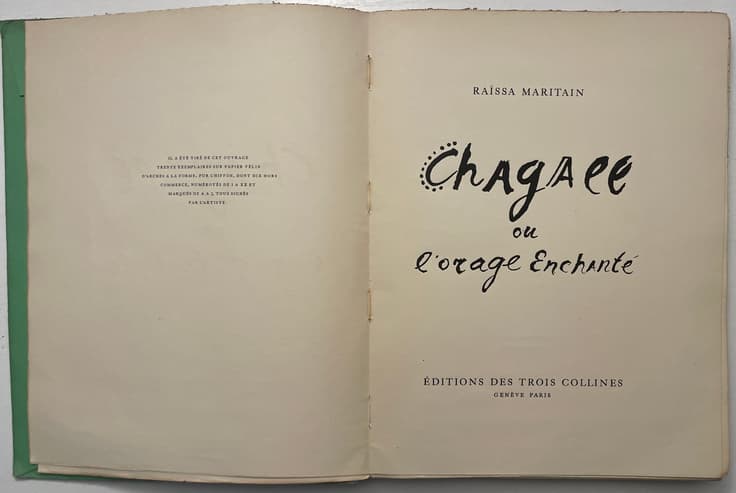 IL A ÉTÉ TIRÉ DE CET OUVRAGE
TRENTE EXEMPLAIRES SUR PAPIER VÉLIN
D'ARCHES A LA FORME, PUR CHIFFON, DONT DIX HORS
COMMERCE, NUMÉROTÉS DE I A XX ET
MARQUÉS DE A A J, TOUS SIGNÉS
PAR L'ARTISTE.
RAÏSSA MARITAIN
Chagall
ou
l'orage Enchanté
ÉDITIONS DES TROIS COLLINES
GENÈVE PARIS